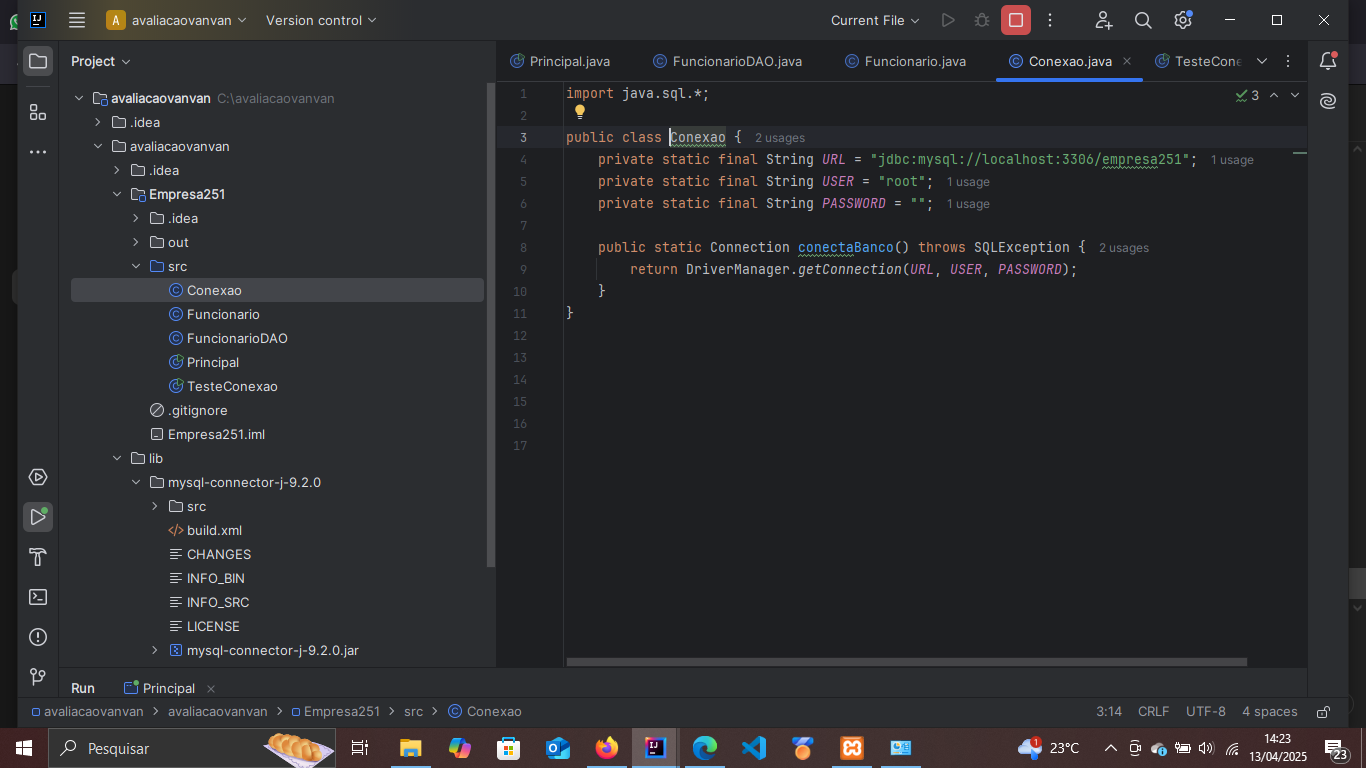 A avaliacaovanvan Version control Current File
Project
avaliacaovanvan C:\avaliacaovanvan
.idea
avaliacaovanvan
.idea
Empresa251
.idea
out
src
Conexao
Funcionario
FuncionarioDAO
Principal
TesteConexao
.gitignore
Empresa251.iml
lib
mysql-connector-j-9.2.0
src
build.xml
CHANGES
INFO_BIN
INFO_SRC
LICENSE
mysql-connector-j-9.2.0.jar
Principal.java FuncionarioDAO.java Funcionario.java Conexao.java TesteCone
3
1 import java.sql.*;
2
3 public class Conexao { 2 usages
4 private static final String URL = "jdbc:mysql://localhost:3306/empresa251"; 1 usage
5 private static final String USER = "root"; 1 usage
6 private static final String PASSWORD = ""; 1 usage
7
8 public static Connection conectaBanco() throws SQLException { 2 usages
9 return DriverManager.getConnection(URL, USER, PASSWORD);
10 }
11 }
12
13
14
15
16
17
Run Principal
avaliacaovanvan > avaliacaovanvan > Empresa251 > src > Conexao 3:14 CRLF UTF-8 4 spaces
Pesquisar
1 23°C
14:23
13/04/2025
23